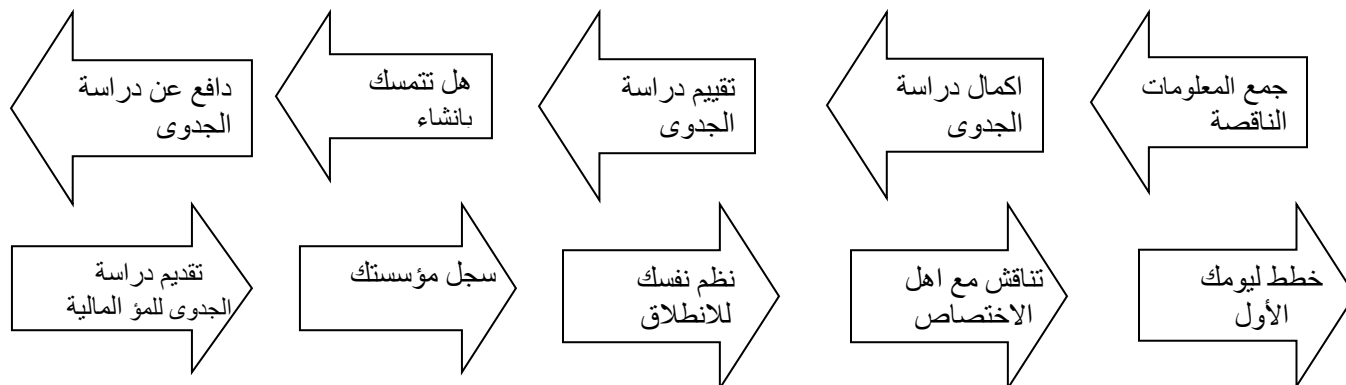 جمع المعلومات
الناقصة
اكمال دراسة
الجدوى
تقييم دراسة
الجدوى
هل تتمسك
بانشاء
دافع عن دراسة
الجدوى
تقديم دراسة
الجدوى للمؤ المالية
سجل مؤسستك
نظم نفسك
للانطلاق
تناقش مع اهل
الاختصاص
خطط ليومك
الأول